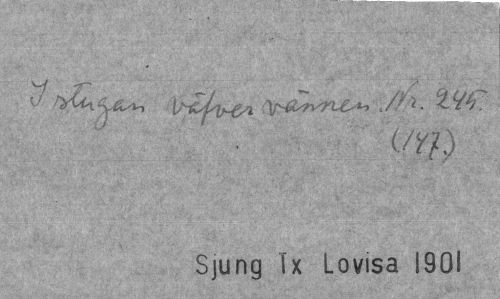 I stugan väfver vännen. Nr. 245.
(147.)
Sjung Ix Lovisa 1901